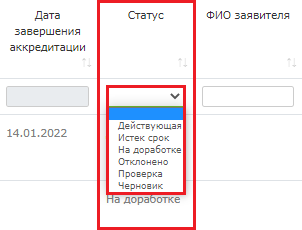 Дата
завершения
аккредитации
Статус
ФИО заявителя
14.01.2022
Действующая
Истек срок
На доработке
Отклонено
Проверка
Черновик
На доработке